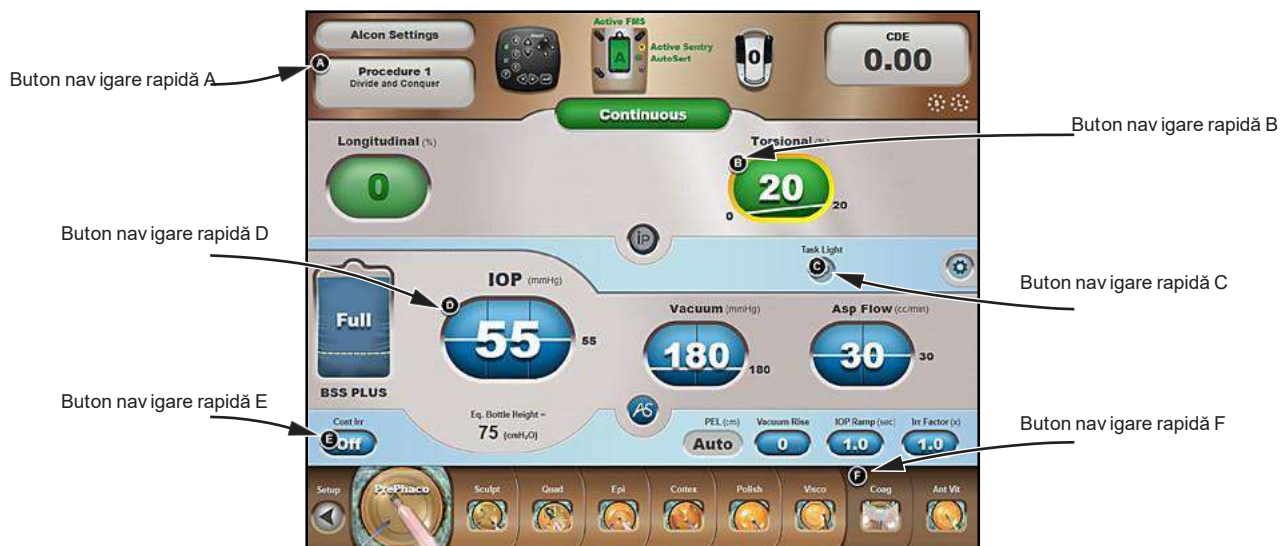 Active FMS
Alcon Settings
CDE
0.00
Active Sentry
AutoSert
A
0
Buton navigare rapidă A
A
Procedure 1
Divide and Conquer
S L
Continuous
Buton navigare rapidă B
Longitudinal (%)
Torsional (%)
B
0
20
0
20
Buton navigare rapidă D
iP
Task Light
C
Buton navigare rapidă C
IOP (mmHg)
D
Full
55
55
Vacuum (mmHg)
180
180
Asp Flow (cc/min)
30
30
BSS PLUS
Buton navigare rapidă E
AS
Eq. Bottle Height =
75 (cmH₂O)
Cont Irr
E
Off
PEL (cm)
Auto
Vacuum Rise
0
IOP Ramp (sec)
1.0
Irr Factor (x)
1.0
Buton navigare rapidă F
F
Setup
PrePhaco
Sculpt
Quad
Epi
Cortex
Polish
Visco
Coag
Ant Vit